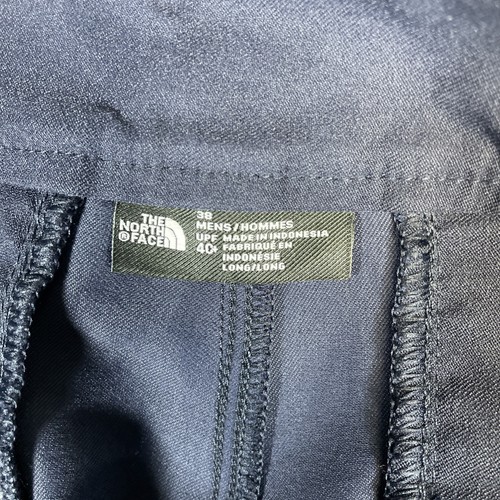 THE
NORTH
®FACE
38
MENS/HOMMES
UPF MADE IN INDONESIA
40+ FABRIQUÉ EN
INDONÉSIE
LONG/LONG